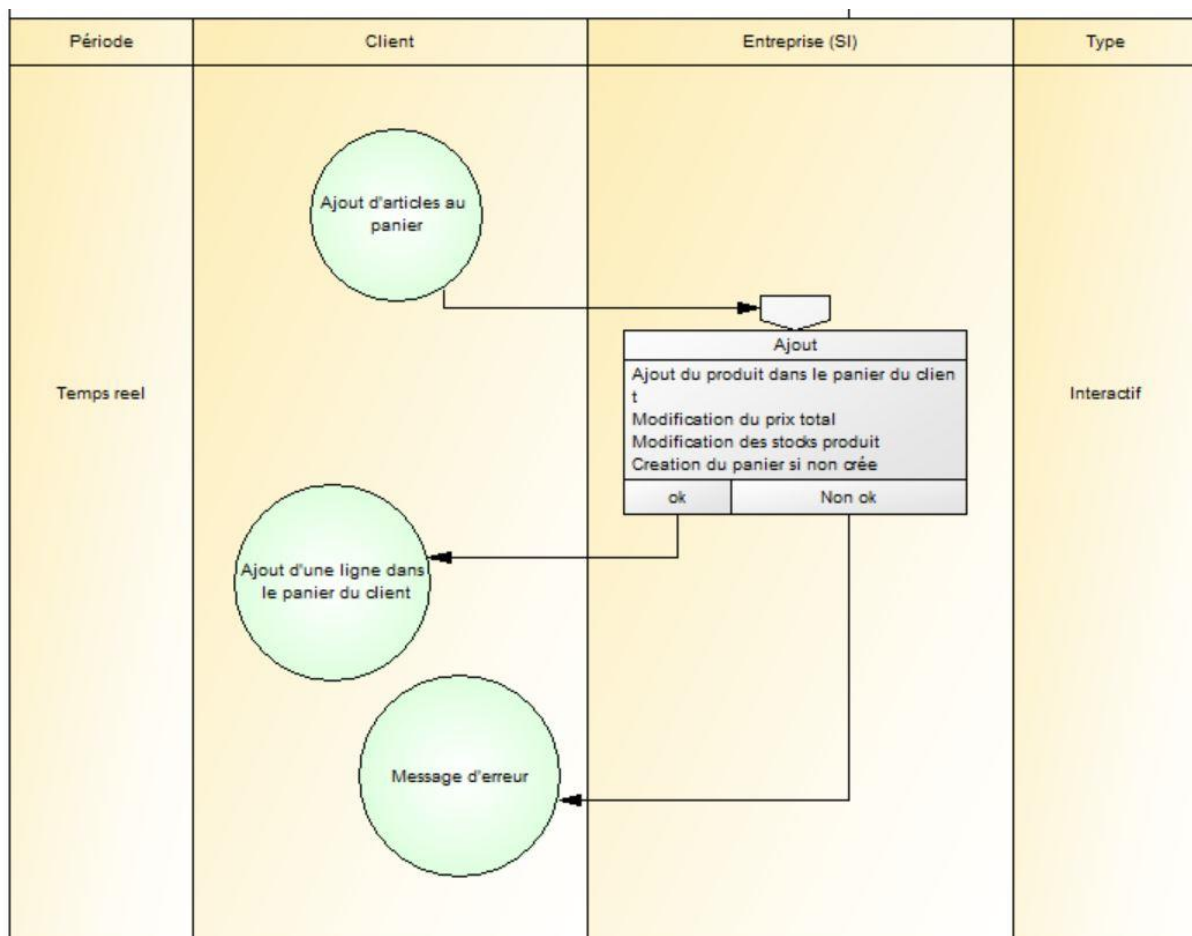 Période
Client
Entreprise (SI)
Type
Temps reel
Ajout d'articles au
panier
Ajout
Ajout du produit dans le panier du clien
t
Modification du prix total
Modification des stocks produit
Creation du panier si non crée
ok
Non ok
Interactif
Ajout d'une ligne dans
le panier du client
Message d'erreur